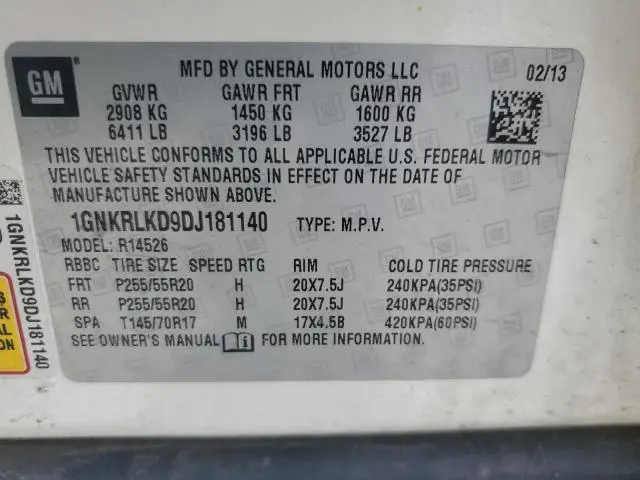 GM
MFD BY GENERAL MOTORS LLC 02/13
GVWR GAWR FRT GAWR RR
2908 KG 1450 KG 1600 KG
6411 LB 3196 LB 3527 LB
THIS VEHICLE CONFORMS TO ALL APPLICABLE U.S. FEDERAL MOTOR
VEHICLE SAFETY STANDARDS IN EFFECT ON THE DATE OF
MANUFACTURE SHOWN ABOVE.
1GNKRLKD9DJ181140 TYPE: M.P.V.
MODEL: R14526
RBBC TIRE SIZE SPEED RTG RIM COLD TIRE PRESSURE
FRT P255/55R20 H 20X7.5J 240KPA(35PSI)
RR P255/55R20 H 20X7.5J 240KPA(35PSI)
SPA T145/70R17 M 17X4.5B 420KPA(60PSI)
SEE OWNER'S MANUAL i FOR MORE INFORMATION.
1GNKRLKD9DJ181140